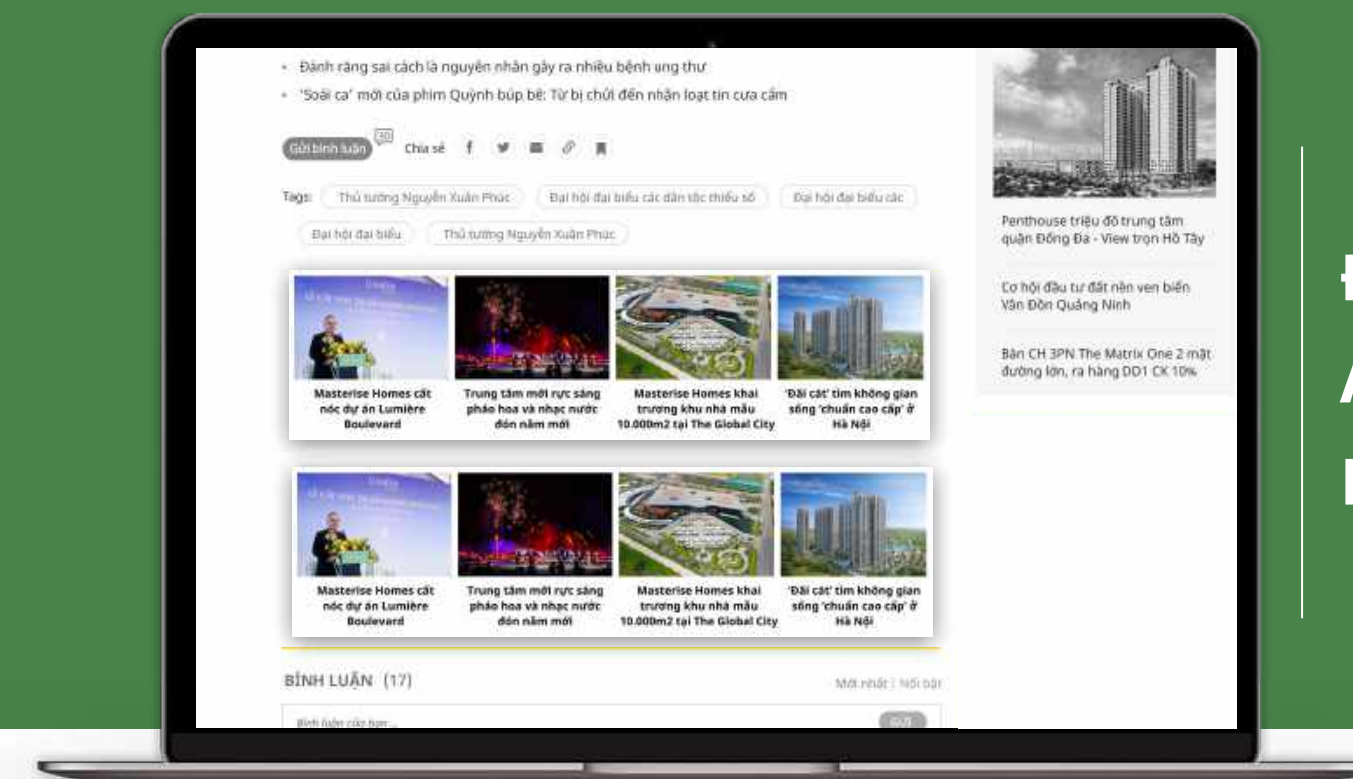 Đánh răng sai cách là nguyên nhân gây ra nhiều bệnh ung thư
'Soái ca' mới của phim Quỳnh búp bê: Từ bị chửi đến nhận loạt tin cưa cẩm
Gửi bình luận
30
Chia sẻ
Tags: Thủ tướng Nguyễn Xuân Phúc Đại hội đại biểu các dân tộc thiểu số Đại hội đại biểu các
Đại hội đại biểu Thủ tướng Nguyễn Xuân Phúc
Masterise Homes cất
nóc dự án Lumière
Boulevard
Trung tâm mới rực sáng
pháo hoa và nhạc nước
đón năm mới
Masterise Homes khai
trương khu nhà mẫu
10.000m2 tại The Global City
'Đãi cát' tìm không gian
sống 'chuẩn cao cấp' ở
Hà Nội
Masterise Homes cất
nóc dự án Lumière
Boulevard
Trung tâm mới rực sáng
pháo hoa và nhạc nước
đón năm mới
Masterise Homes khai
trương khu nhà mẫu
10.000m2 tại The Global City
'Đãi cát' tìm không gian
sống 'chuẩn cao cấp' ở
Hà Nội
BÌNH LUẬN (17)
Mới nhất | Nổi bật
Bình luận của bạn...
GỬI
Penthouse triệu đô trung tâm
quận Đống Đa - View trọn Hồ Tây
Cơ hội đầu tư đất nền ven biển
Vân Đồn Quảng Ninh
Bán CH 3PN The Matrix One 2 mặt
đường lớn, ra hàng DD1 CK 10%